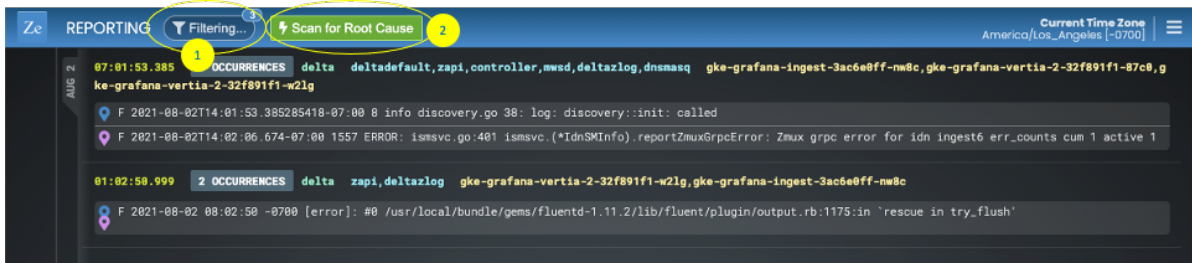 Ze REPORTING Filtering... 3 Scan for Root Cause 2 Current Time Zone
America/Los_Angeles [-0700]
1
AUG 2
07:01:53.385 OCCURRENCES delta deltadefault,zapi,controller,mwsd,deltazlog,dnsmasq gke-grafana-ingest-3ac6e0ff-nw8c,gke-grafana-vertia-2-32f891f1-87c0,g
ke-grafana-vertia-2-32f891f1-w2lg
F 2021-08-02T14:01:53.385285418-07:00 8 info discovery.go 38: log: discovery::init: called
F 2021-08-02T14:02:06.674-07:00 1557 ERROR: ismsvc.go:401 ismsvc.(*IdnSMInfo).reportZmuxGrpcError: Zmux grpc error for idn ingest6 err_counts cum 1 active 1
01:02:50.999 2 OCCURRENCES delta zapi,deltazlog gke-grafana-vertia-2-32f891f1-w2lg,gke-grafana-ingest-3ac6e0ff-nw8c
F 2021-08-02 08:02:50 -0700 [error]: #0 /usr/local/bundle/gems/fluentd-1.11.2/lib/fluent/plugin/output.rb:1175:in `rescue in try_flush'